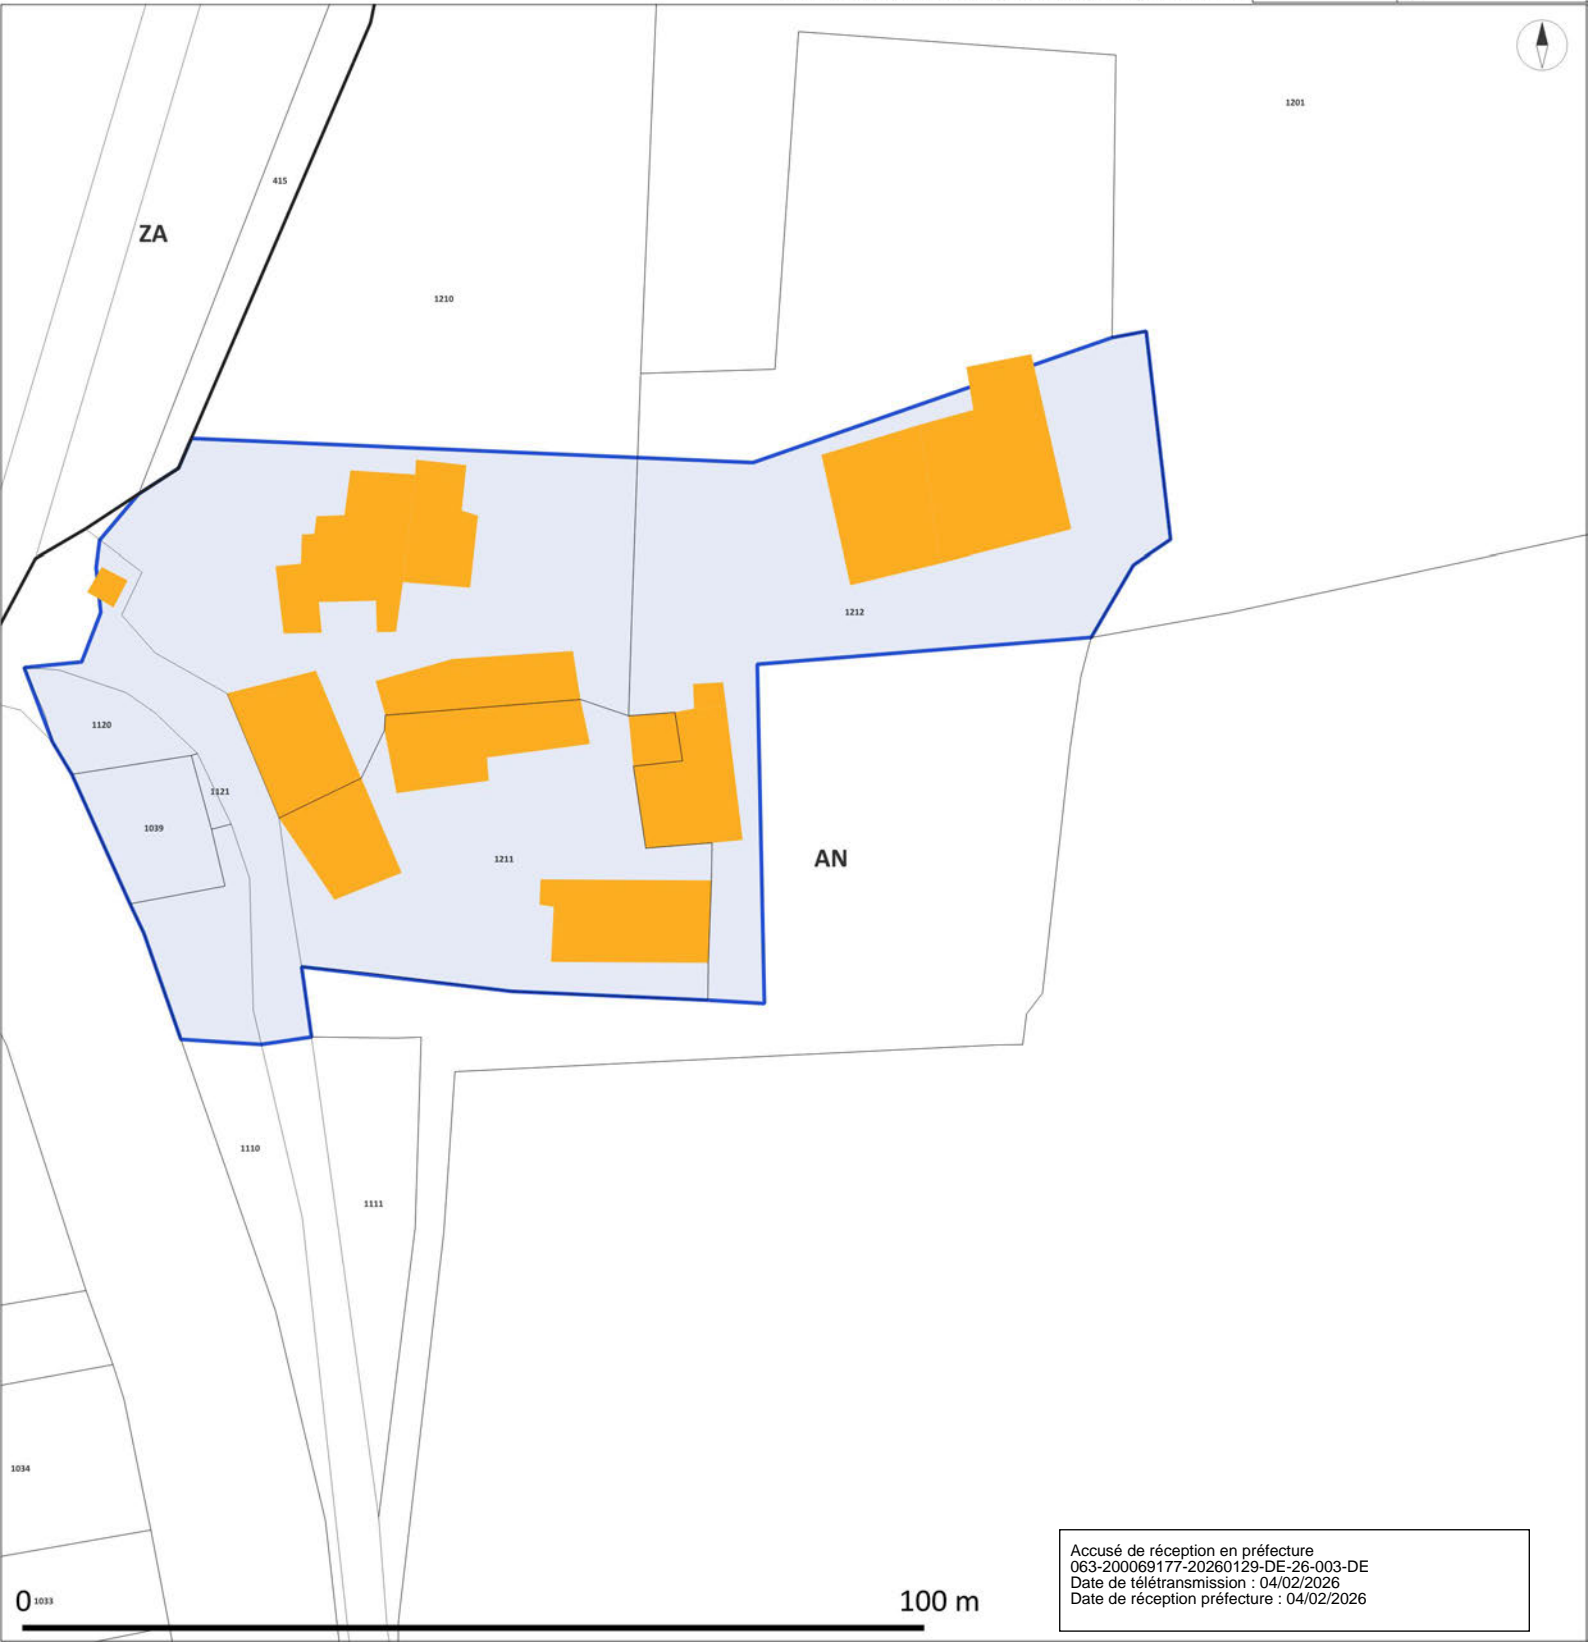 1201
415
ZA
1210
1212
1120
1121
1039
1211
AN
1110
1111
1034
Accusé de réception en préfecture
063-200069177-20260129-DE-26-003-DE
Date de télétransmission : 04/02/2026
Date de réception préfecture : 04/02/2026
0
1033
100 m